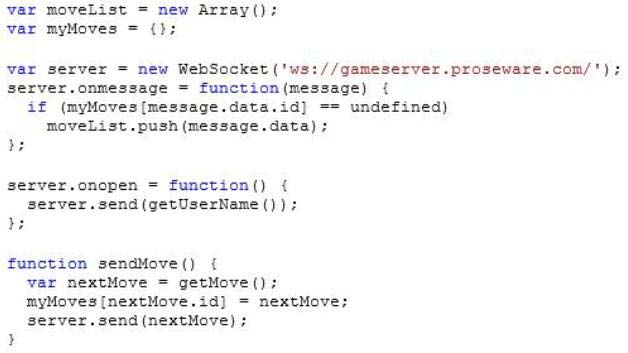 var moveList = new Array();
var myMoves = {};

var server = new WebSocket('ws://gameserver.proseware.com/');
server.onmessage = function(message) {
  if (myMoves[message.data.id] == undefined)
    moveList.push(message.data);
};

server.onopen = function() {
  server.send(getUserName());
};

function sendMove() {
  var nextMove = getMove();
  myMoves[nextMove.id] = nextMove;
  server.send(nextMove);
}